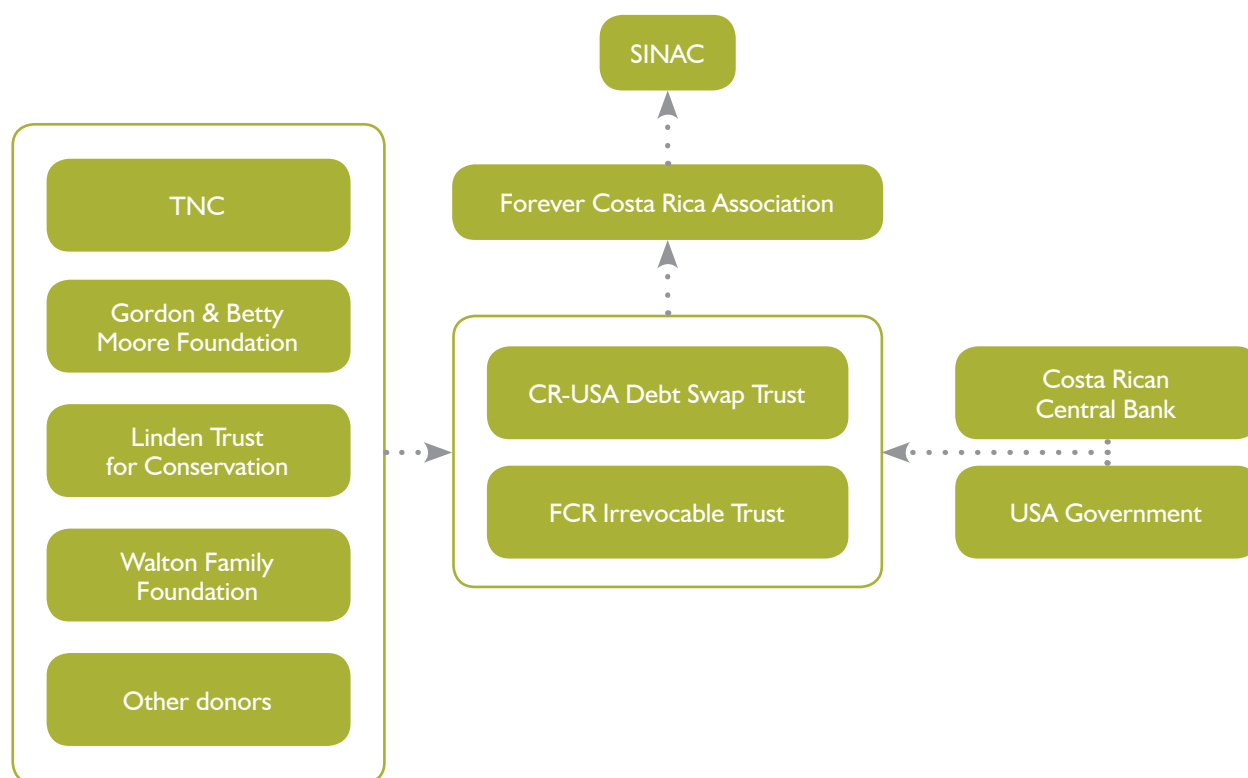 SINAC
TNC
Gordon & Betty
Moore Foundation
Linden Trust
for Conservation
Walton Family
Foundation
Other donors
Forever Costa Rica Association
CR-USA Debt Swap Trust
FCR Irrevocable Trust
Costa Rican
Central Bank
USA Government